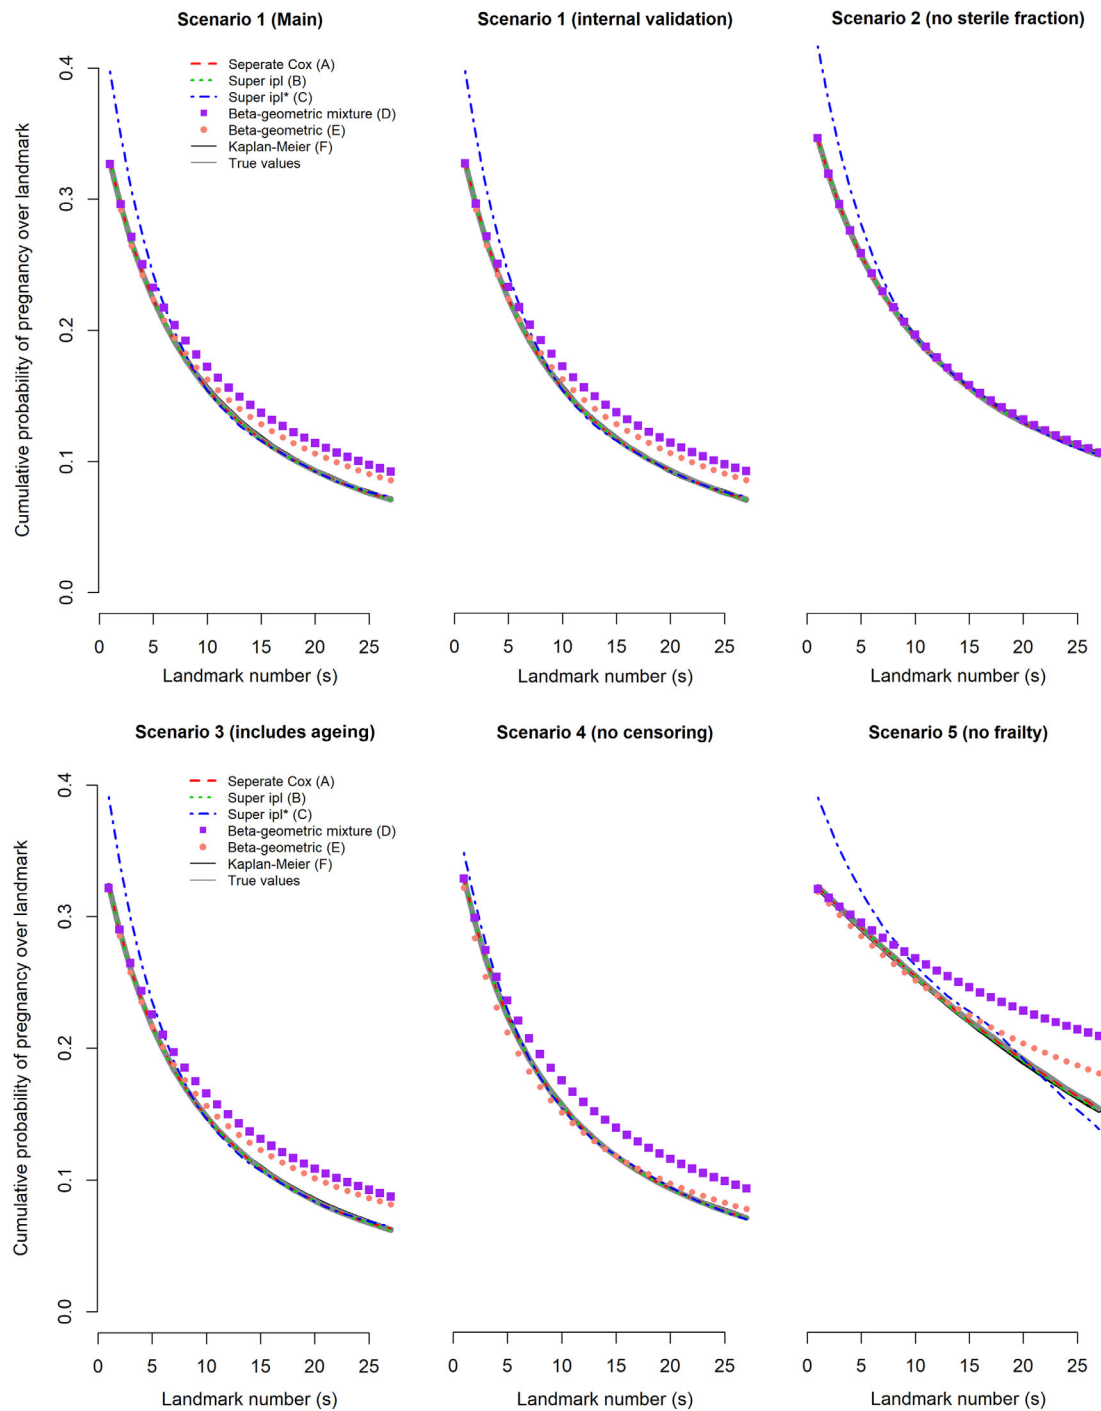 Scenario 1 (Main)
Scenario 1 (internal validation)
Scenario 2 (no sterile fraction)
Cumulative probability of pregnancy over landmark
0.4
0.3
0.2
0.1
0.0
Seperate Cox (A)
Super ipl (B)
Super ipl* (C)
Beta-geometric mixture (D)
Beta-geometric (E)
Kaplan-Meier (F)
True values
0 5 10 15 20 25
0 5 10 15 20 25
0 5 10 15 20 25
Landmark number (s)
Landmark number (s)
Landmark number (s)
Scenario 3 (includes ageing)
Scenario 4 (no censoring)
Scenario 5 (no frailty)
Cumulative probability of pregnancy over landmark
0.4
0.3
0.2
0.1
0.0
Seperate Cox (A)
Super ipl (B)
Super ipl* (C)
Beta-geometric mixture (D)
Beta-geometric (E)
Kaplan-Meier (F)
True values
0 5 10 15 20 25
0 5 10 15 20 25
0 5 10 15 20 25
Landmark number (s)
Landmark number (s)
Landmark number (s)